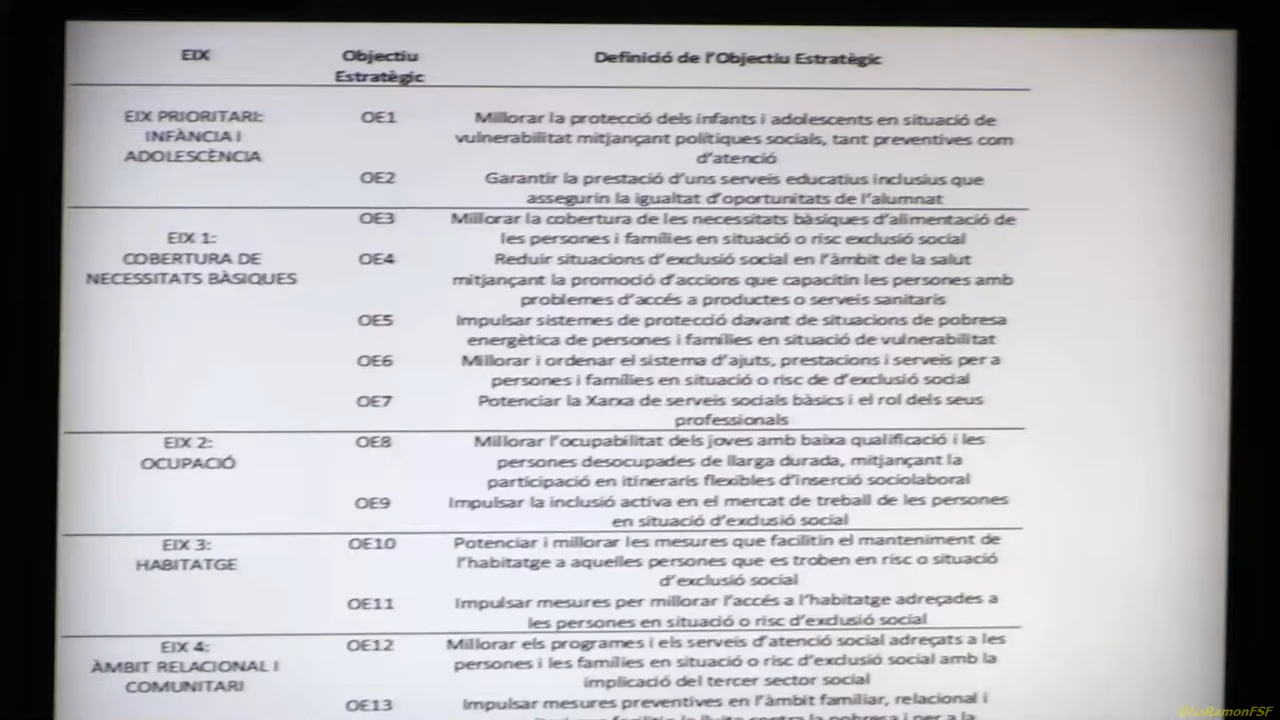 EIX
Objectiu
Estratègic
Definició de l'Objectiu Estratègic
EIX PRIORITARI:
INFÀNCIA I
ADOLESCÈNCIA
OE1
Millorar la protecció dels infants i adolescents en situació de
vulnerabilitat mitjançant polítiques socials, tant preventives com
d'atenció
OE2
Garantir la prestació d'uns serveis educatius inclusius que
assegurin la igualtat d'oportunitats de l'alumnat
EIX 1:
COBERTURA DE
NECESSITATS BÀSIQUES
OE3
Millorar la cobertura de les necessitats bàsiques d'alimentació de
les persones i famílies en situació o risc exclusió social
OE4
Reduir situacions d'exclusió social en l'àmbit de la salut
mitjançant la promoció d'accions que capacitin les persones amb
problemes d'accés a productes o serveis sanitaris
OE5
Impulsar sistemes de protecció davant de situacions de pobresa
energètica de persones i famílies en situació de vulnerabilitat
OE6
Millorar i ordenar el sistema d'ajuts, prestacions i serveis per a
persones i famílies en situació o risc de d'exclusió social
OE7
Potenciar la Xarxa de serveis socials bàsics i el rol dels seus
professionals
EIX 2:
OCUPACIÓ
OE8
Millorar l'ocupabilitat dels joves amb baixa qualificació i les
persones desocupades de llarga durada, mitjançant la
participació en itineraris flexibles d'inserció sociolaboral
OE9
Impulsar la inclusió activa en el mercat de treball de les persones
en situació d'exclusió social
EIX 3:
HABITATGE
OE10
Potenciar i millorar les mesures que facilitin el manteniment de
l'habitatge a aquelles persones que es troben en risc o situació
d'exclusió social
OE11
Impulsar mesures per millorar l'accés a l'habitatge adreçades a
les persones en situació o risc d'exclusió social
EIX 4:
ÀMBIT RELACIONAL I
COMUNITARI
OE12
Millorar els programes i els serveis d'atenció social adreçats a les
persones i les famílies en situació o risc d'exclusió social amb la
implicació del tercer sector social
OE13
Impulsar mesures preventives en l'àmbit familiar, relacional i